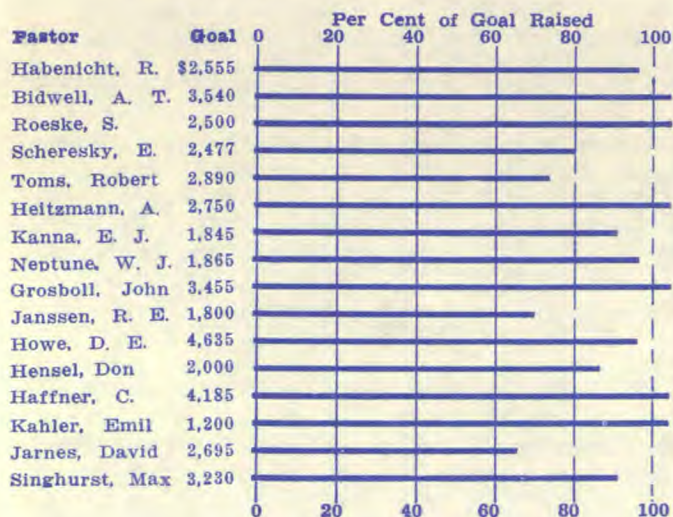 Per Cent of Goal Raised
Pastor Goal 0 20 40 60 80 100
Habenicht, R. $2,555
Bidwell, A. T. 3,540
Roeske, S. 2,500
Scheresky, E. 2,477
Toms, Robert 2,890
Heitzmann, A. 2,750
Kanna, E. J. 1,845
Neptune, W. J. 1,865
Grosboll, John 3,455
Janssen, R. E. 1,800
Howe, D. E. 4,635
Hensel, Don 2,000
Haffner, C. 4,185
Kahler, Emil 1,200
Jarnes, David 2,695
Singhurst, Max 3,230
0 20 40 60 80 100